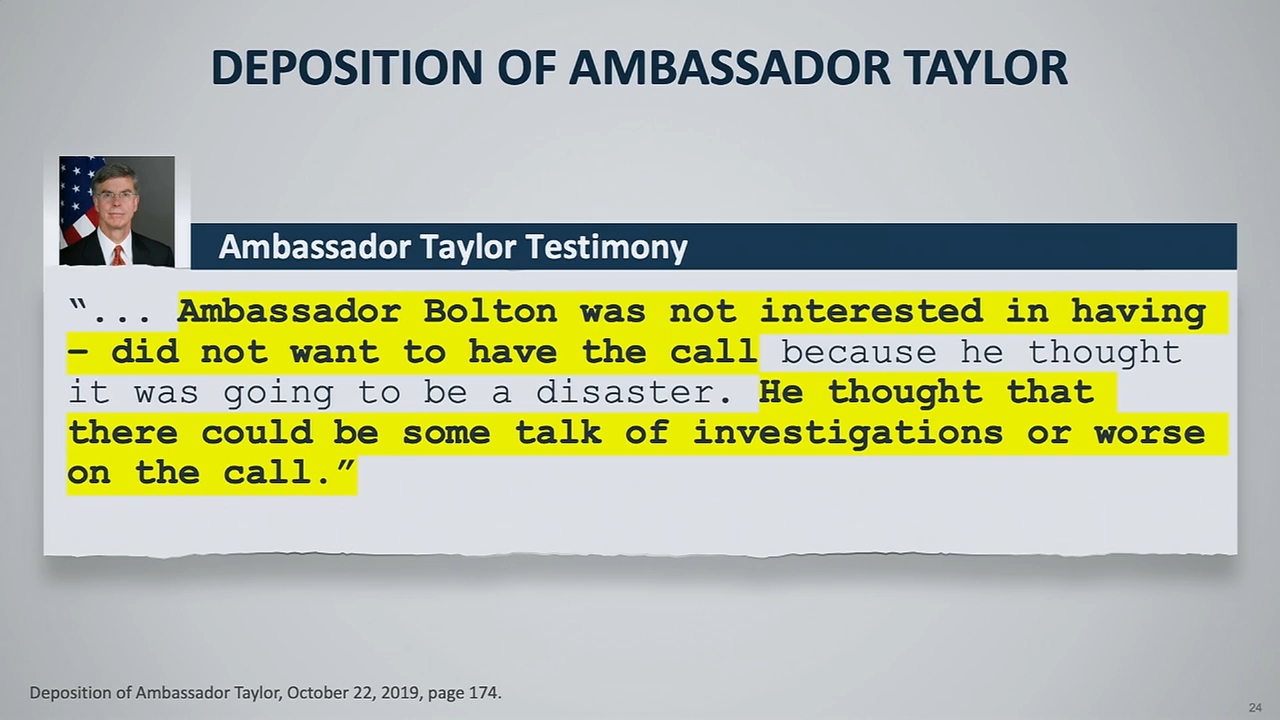 DEPOSITION OF AMBASSADOR TAYLOR
Ambassador Taylor Testimony
“... Ambassador Bolton was not interested in having
– did not want to have the call because he thought
it was going to be a disaster. He thought that
there could be some talk of investigations or worse
on the call.”
Deposition of Ambassador Taylor, October 22, 2019, page 174.
24